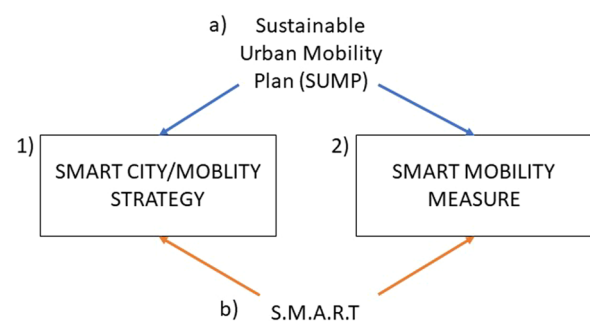 a) Sustainable
Urban Mobility
Plan (SUMP)
1)
SMART CITY/MOBLITY
STRATEGY
2)
SMART MOBILITY
MEASURE
b) S.M.A.R.T